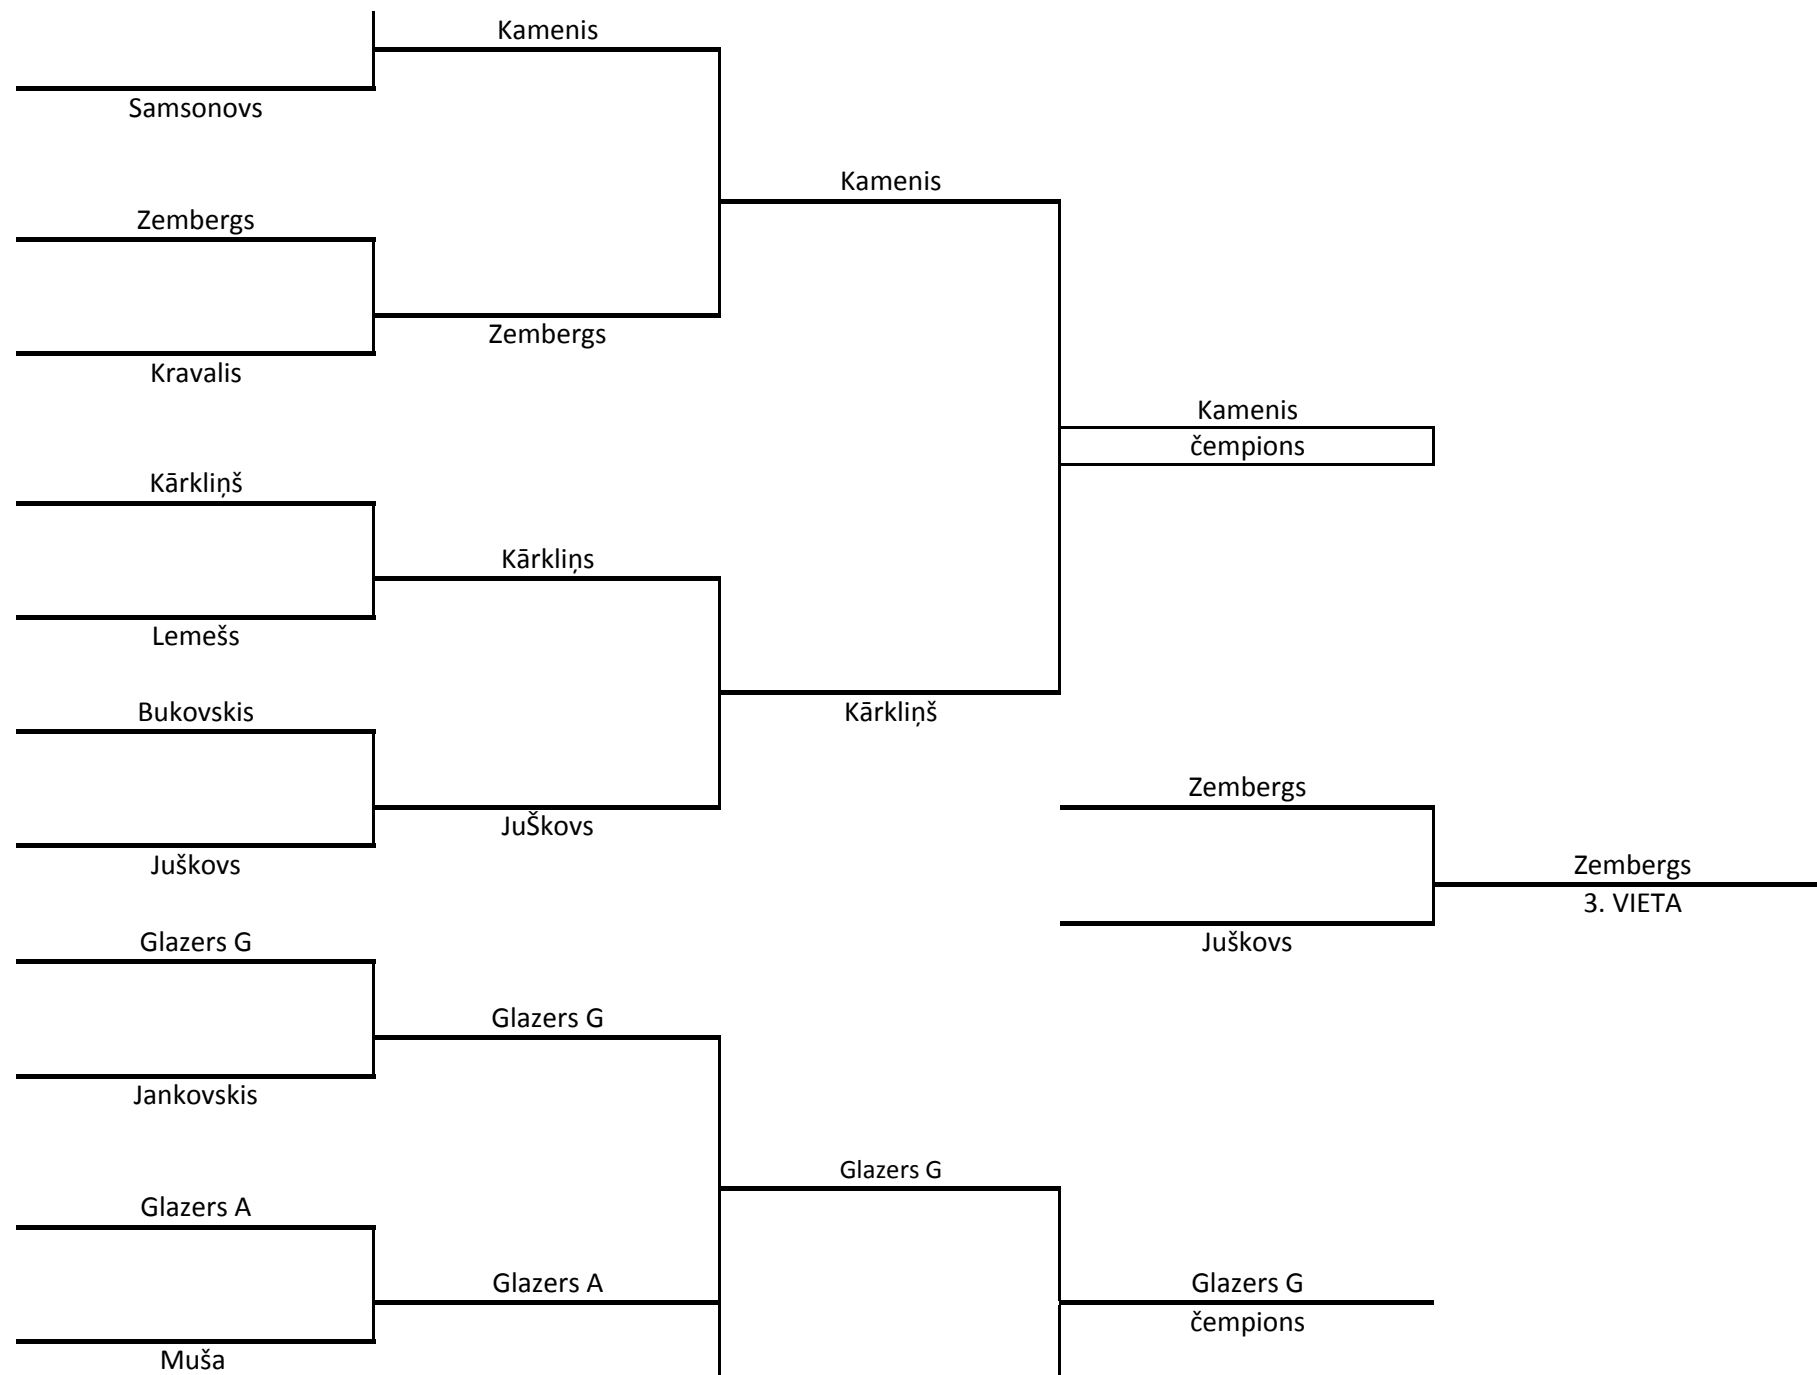 Kamenis
Samsonovs
Kamenis
Zembergs
Zembergs
Kravalis
Kamenis
čempions
Kārkliņš
Kārkliņs
Lemešs
Bukovskis
Kārkliņš
Zembergs
JuŠkovs
Juškovs
Zembergs
3. VIETA
Glazers G
Juškovs
Glazers G
Jankovskis
Glazers G
Glazers A
Glazers A
Glazers G
čempions
Muša